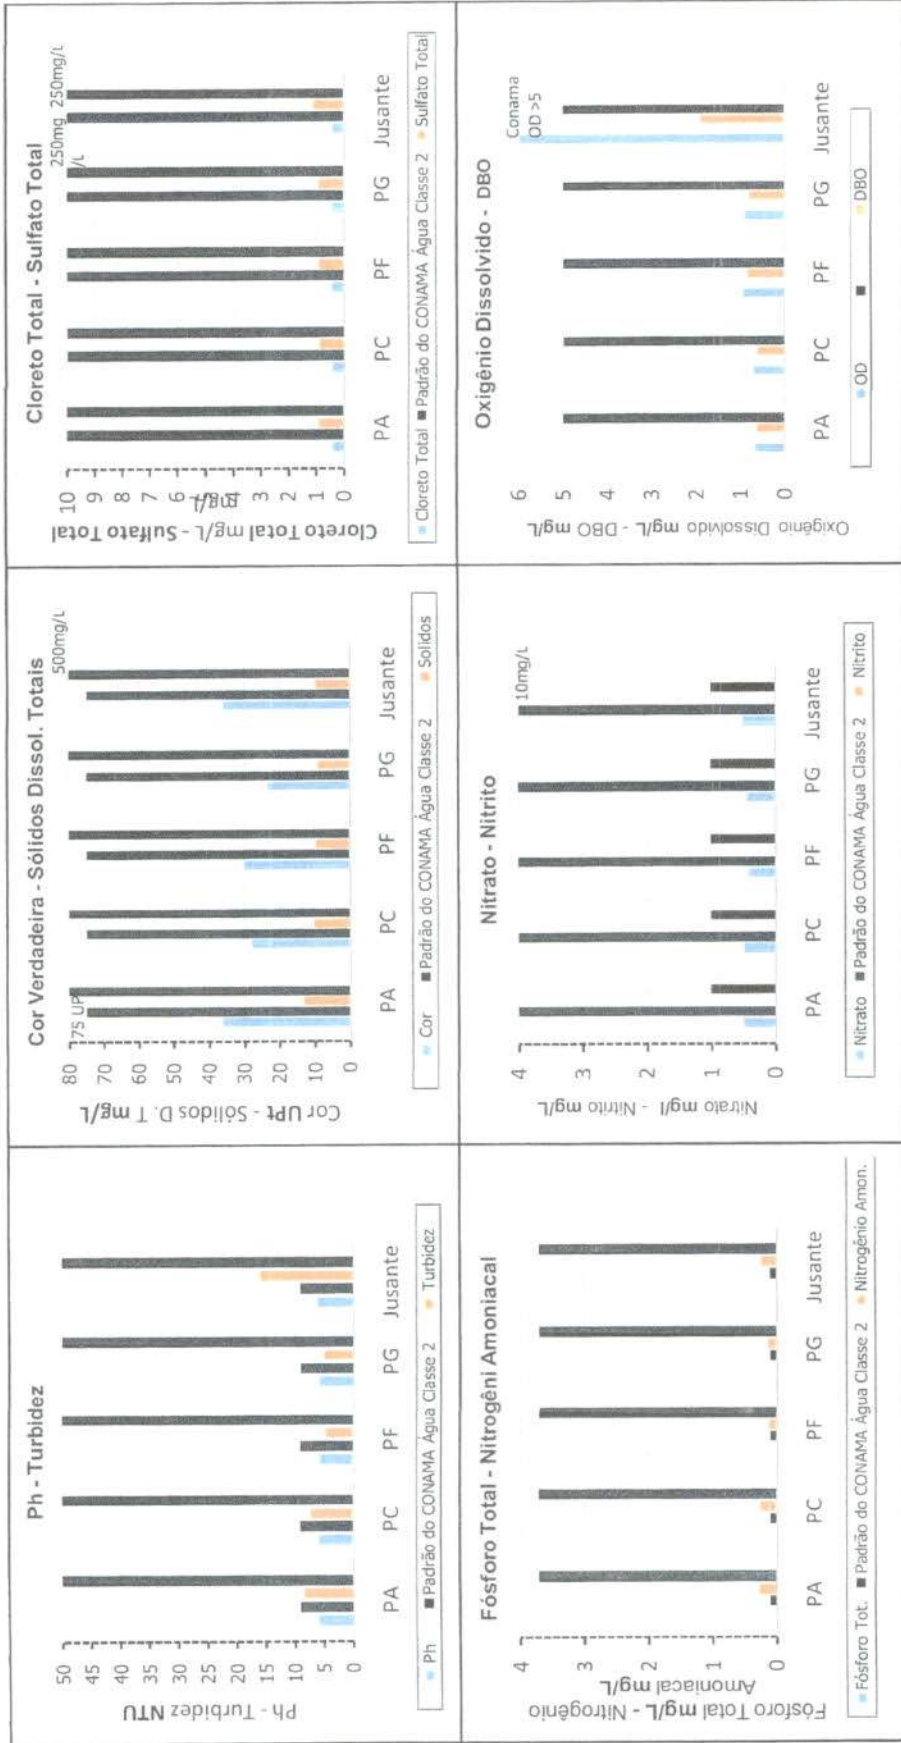 Ph - Turbidez
Ph - Turbidez NTU
50
45
40
35
30
25
20
15
10
5
0
PA
PC
PF
PG
Jusante
Ph
Padrão do CONAMA Água Classe 2
Turbidez
Cor Verdadeira - Sólidos Dissol. Totais
Cor UPt - Sólidos D. T mg/L
80
70
60
50
40
30
20
10
0
75 UP
500mg/L
PA
PC
PF
PG
Jusante
Cor
Padrão do CONAMA Água Classe 2
Solidos
Cloreto Total - Sulfato Total
Cloreto Total mg/L - Sulfato Total
mg/L
10
9
8
7
6
5
4
3
2
1
0
250mg
/L
250mg/L
PA
PC
PF
PG
Jusante
Cloreto Total
Padrão do CONAMA Água Classe 2
Sulfato Total
Fósforo Total - Nitrogêni Amoniacal
Fósforo Total mg/L - Nitrogênio
Amoniacal mg/L
4
3
2
1
0
PA
PC
PF
PG
Jusante
Fósforo Tot.
Padrão do CONAMA Água Classe 2
Nitrogênio Amon.
Nitrato - Nitrito
Nitrato mg/l - Nitrito mg/L
4
3
2
1
0
10mg/L
PA
PC
PF
PG
Jusante
Nitrato
Padrão do CONAMA Água Classe 2
Nitrito
Oxigênio Dissolvido - DBO
Oxigênio Dissolvido mg/L - DBO mg/L
6
5
4
3
2
1
0
Conama
OD >5
PA
PC
PF
PG
Jusante
OD
DBO